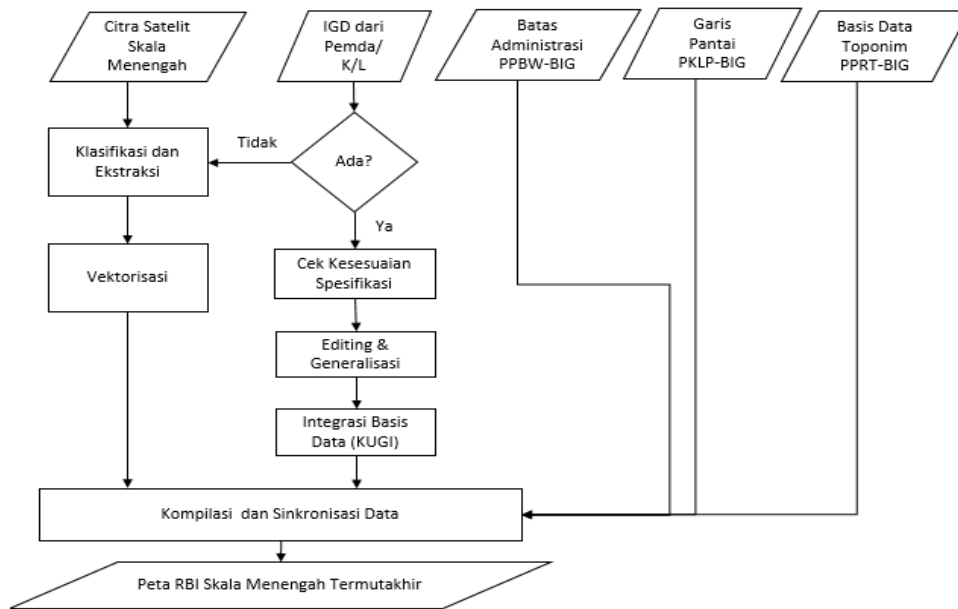 Citra Satelit
Skala
Menengah
IGD dari
Pemda/
K/L
Batas
Administrasi
PPBW-BIG
Garis
Pantai
PKLP-BIG
Basis Data
Toponim
PPRT-BIG
Klasifikasi dan
Ekstraksi
Tidak
Ada?
Ya
Vektorisasi
Cek Kesesuaian
Spesifikasi
Editing &
Generalisasi
Integrasi Basis
Data (KUGI)
Kompilasi dan Sinkronisasi Data
Peta RBI Skala Menengah Termutakhir